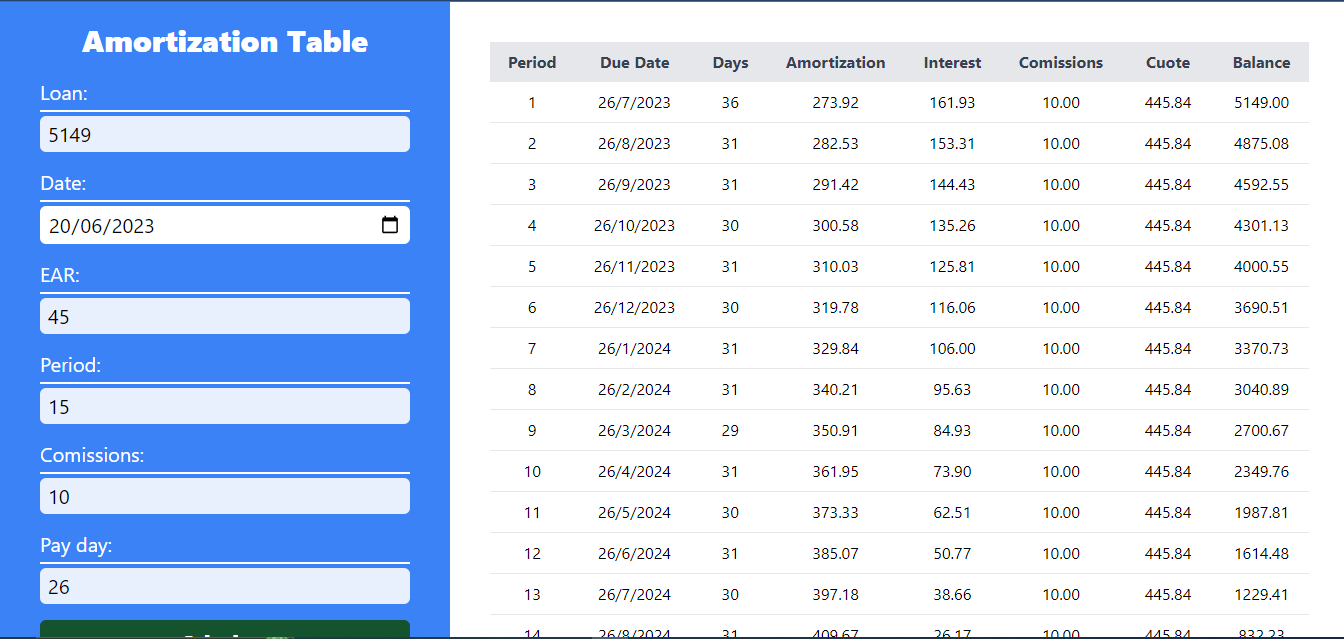 Amortization Table
Loan:
5149
Date:
20/06/2023
EAR:
45
Period:
15
Comissions:
10
Pay day:
26
Period Due Date Days Amortization Interest Comissions Cuote Balance
1 26/7/2023 36 273.92 161.93 10.00 445.84 5149.00
2 26/8/2023 31 282.53 153.31 10.00 445.84 4875.08
3 26/9/2023 31 291.42 144.43 10.00 445.84 4592.55
4 26/10/2023 30 300.58 135.26 10.00 445.84 4301.13
5 26/11/2023 31 310.03 125.81 10.00 445.84 4000.55
6 26/12/2023 30 319.78 116.06 10.00 445.84 3690.51
7 26/1/2024 31 329.84 106.00 10.00 445.84 3370.73
8 26/2/2024 31 340.21 95.63 10.00 445.84 3040.89
9 26/3/2024 29 350.91 84.93 10.00 445.84 2700.67
10 26/4/2024 31 361.95 73.90 10.00 445.84 2349.76
11 26/5/2024 30 373.33 62.51 10.00 445.84 1987.81
12 26/6/2024 31 385.07 50.77 10.00 445.84 1614.48
13 26/7/2024 30 397.18 38.66 10.00 445.84 1229.41
14 26/8/2024 31 409.67 26.17 10.00 445.84 832.23